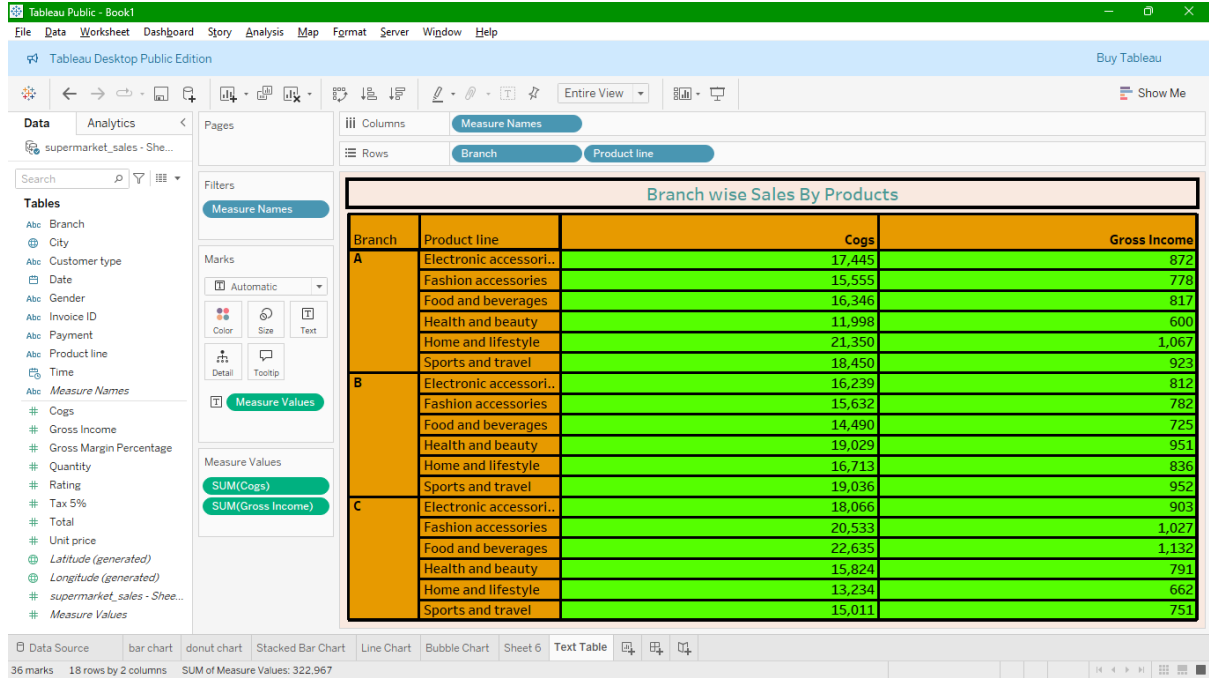 Tableau Public - Book1
File Data Worksheet Dashboard Story Analysis Map Format Server Window Help
Tableau Desktop Public Edition Buy Tableau
Entire View Show Me
Data Analytics Pages Columns Measure Names
supermarket_sales - She...
Rows Branch Product line
Search
Filters
Measure Names
Tables
Abc Branch
City
Abc Customer type
Date
Abc Gender
Abc Invoice ID
Abc Payment
Abc Product line
Time
Abc Measure Names
# Cogs
# Gross Income
# Gross Margin Percentage
# Quantity
# Rating
# Tax 5%
# Total
# Unit price
Latitude (generated)
Longitude (generated)
# supermarket_sales - Shee...
# Measure Values
Marks
T Automatic
Color Size T Text
Detail Tooltip
T Measure Values
Measure Values
SUM(Cogs)
SUM(Gross Income)
Branch wise Sales By Products
Branch Product line Cogs Gross Income
A Electronic accessori.. 17,445 872
Fashion accessories 15,555 778
Food and beverages 16,346 817
Health and beauty 11,998 600
Home and lifestyle 21,350 1,067
Sports and travel 18,450 923
B Electronic accessori.. 16,239 812
Fashion accessories 15,632 782
Food and beverages 14,490 725
Health and beauty 19,029 951
Home and lifestyle 16,713 836
Sports and travel 19,036 952
C Electronic accessori.. 18,066 903
Fashion accessories 20,533 1,027
Food and beverages 22,635 1,132
Health and beauty 15,824 791
Home and lifestyle 13,234 662
Sports and travel 15,011 751
Data Source bar chart donut chart Stacked Bar Chart Line Chart Bubble Chart Sheet 6 Text Table
36 marks 18 rows by 2 columns SUM of Measure Values: 322,967